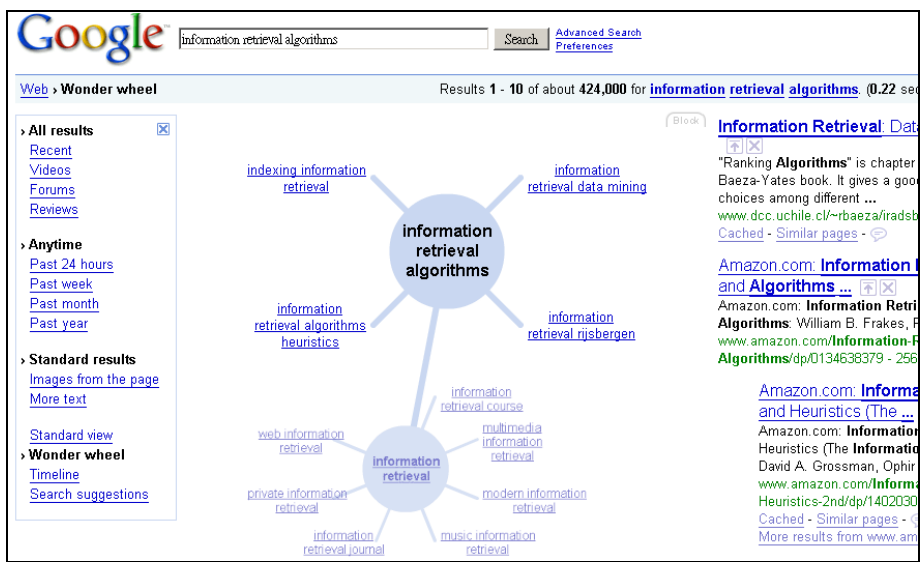 Google™
information retrieval algorithms
Search
Advanced Search
Preferences
Web › Wonder wheel
Results 1 - 10 of about 424,000 for information retrieval algorithms. (0.22 sec
› All results
Recent
Videos
Forums
Reviews
› Anytime
Past 24 hours
Past week
Past month
Past year
› Standard results
Images from the page
More text
Standard view
› Wonder wheel
Timeline
Search suggestions
indexing information
retrieval
information
retrieval data mining
information
retrieval
algorithms
information
retrieval algorithms
heuristics
information
retrieval rijsbergen
information
retrieval course
web information
retrieval
multimedia
information
retrieval
information
retrieval
private information
retrieval
modern information
retrieval
information
retrieval journal
music information
retrieval
Block
Information Retrieval: Dat
"Ranking Algorithms" is chapter
Baeza-Yates book. It gives a goo
choices among different ...
www.dcc.uchile.cl/~rbaeza/iradsb
Cached - Similar pages -
Amazon.com: Information
and Algorithms ...
Amazon.com: Information Retri
Algorithms: William B. Frakes, F
www.amazon.com/Information-R
Algorithms/dp/0134638379 - 256
Amazon.com: Informa
and Heuristics (The ...
Amazon.com: Information
Heuristics (The Informatio
David A. Grossman, Ophir
www.amazon.com/Informa
Heuristics-2nd/dp/1402030
Cached - Similar pages -
More results from www.am